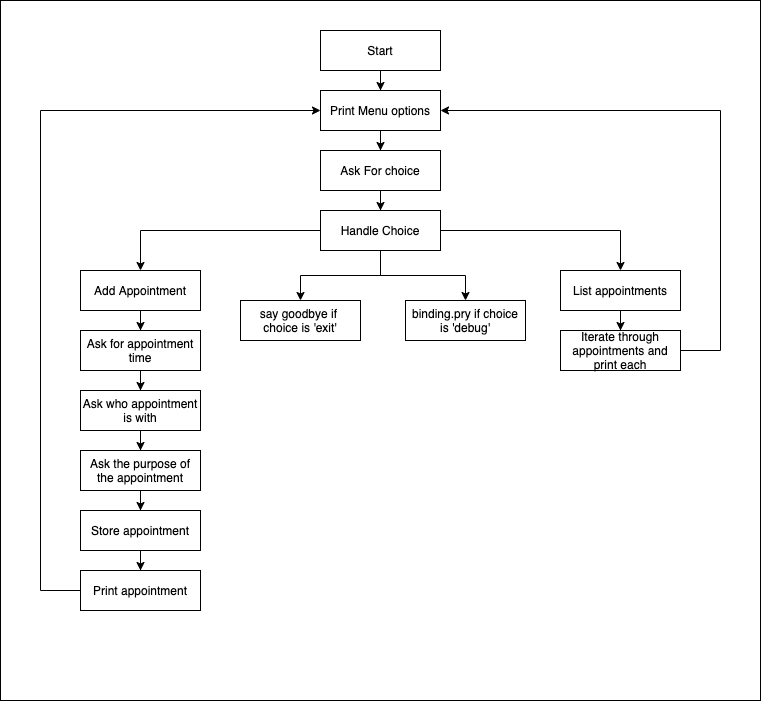 Start
Print Menu options
Ask For choice
Handle Choice
Add Appointment
say goodbye if
choice is 'exit'
binding.pry if choice
is 'debug'
List appointments
Ask for appointment
time
Iterate through
appointments and
print each
Ask who appointment
is with
Ask the purpose of
the appointment
Store appointment
Print appointment